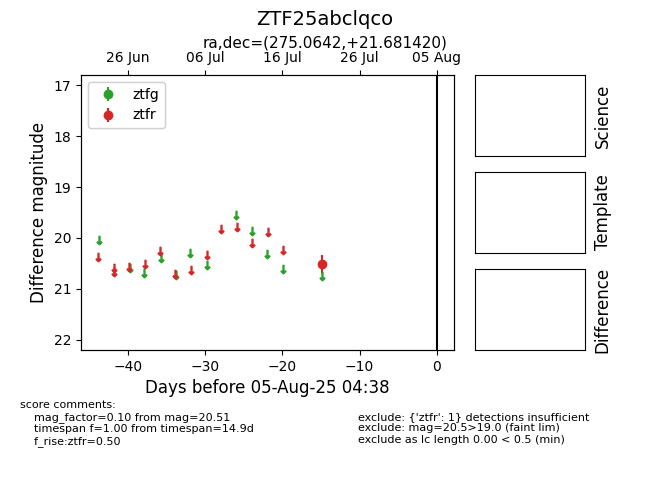 ZTF25abclqco
ra,dec=(275.0642,+21.681420)
26 Jun 06 Jul 16 Jul 26 Jul 05 Aug
ztfg
ztfr
17
18
19
20
21
22
Difference magnitude
−40 −30 −20 −10 0
Days before 05-Aug-25 04:38
Science
Template
Difference
score comments:
mag_factor=0.10 from mag=20.51
timespan f=1.00 from timespan=14.9d
f_rise:ztfr=0.50
exclude: {'ztfr': 1} detections insufficient
exclude: mag=20.5>19.0 (faint lim)
exclude as lc length 0.00 < 0.5 (min)